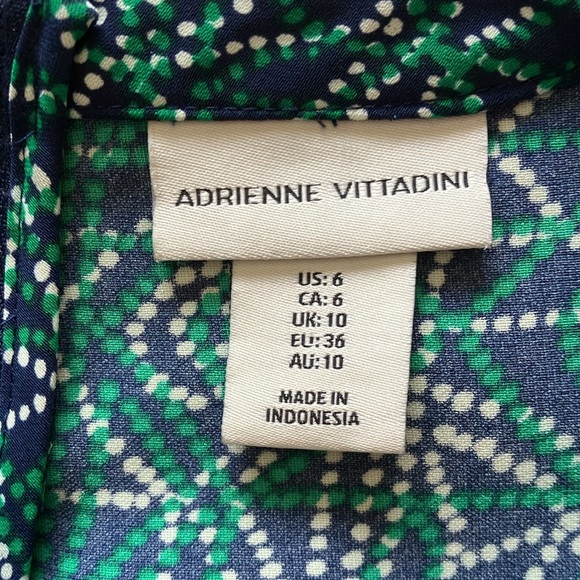 ADRIENNE VITTADINI
US: 6
CA: 6
UK: 10
EU: 36
AU: 10
MADE IN
INDONESIA